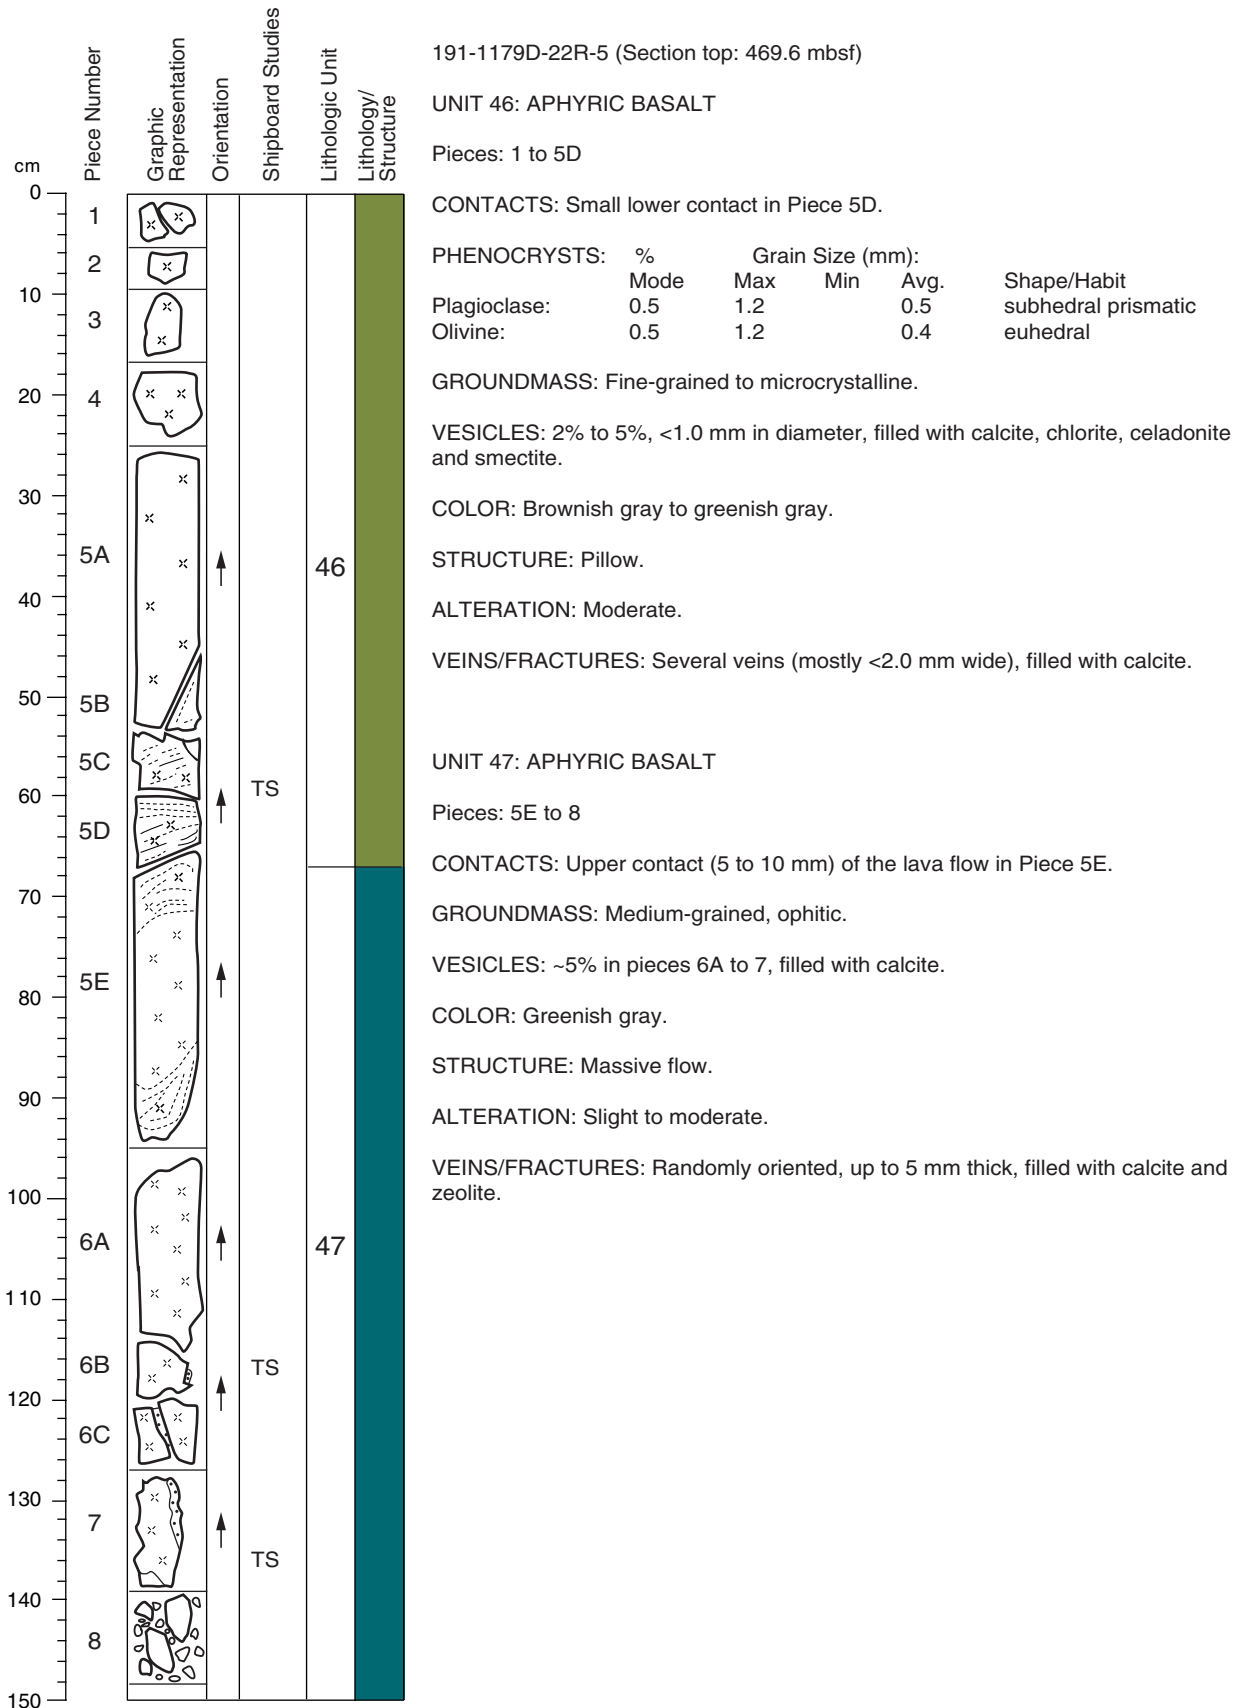 cm
Piece Number
Graphic
Representation
Orientation
Shipboard Studies
Lithologic Unit
Lithology/
Structure
0
10
20
30
40
50
60
70
80
90
100
110
120
130
140
150
1
2
3
4
5A
5B
5C
5D
5E
6A
6B
6C
7
8
TS
TS
TS
46
47
191-1179D-22R-5 (Section top: 469.6 mbsf)
UNIT 46: APHYRIC BASALT
Pieces: 1 to 5D
CONTACTS: Small lower contact in Piece 5D.
PHENOCRYSTS: % Grain Size (mm):
Mode Max Min Avg. Shape/Habit
Plagioclase: 0.5 1.2 0.5 subhedral prismatic
Olivine: 0.5 1.2 0.4 euhedral
GROUNDMASS: Fine-grained to microcrystalline.
VESICLES: 2% to 5%, <1.0 mm in diameter, filled with calcite, chlorite, celadonite
and smectite.
COLOR: Brownish gray to greenish gray.
STRUCTURE: Pillow.
ALTERATION: Moderate.
VEINS/FRACTURES: Several veins (mostly <2.0 mm wide), filled with calcite.
UNIT 47: APHYRIC BASALT
Pieces: 5E to 8
CONTACTS: Upper contact (5 to 10 mm) of the lava flow in Piece 5E.
GROUNDMASS: Medium-grained, ophitic.
VESICLES: ~5% in pieces 6A to 7, filled with calcite.
COLOR: Greenish gray.
STRUCTURE: Massive flow.
ALTERATION: Slight to moderate.
VEINS/FRACTURES: Randomly oriented, up to 5 mm thick, filled with calcite and
zeolite.